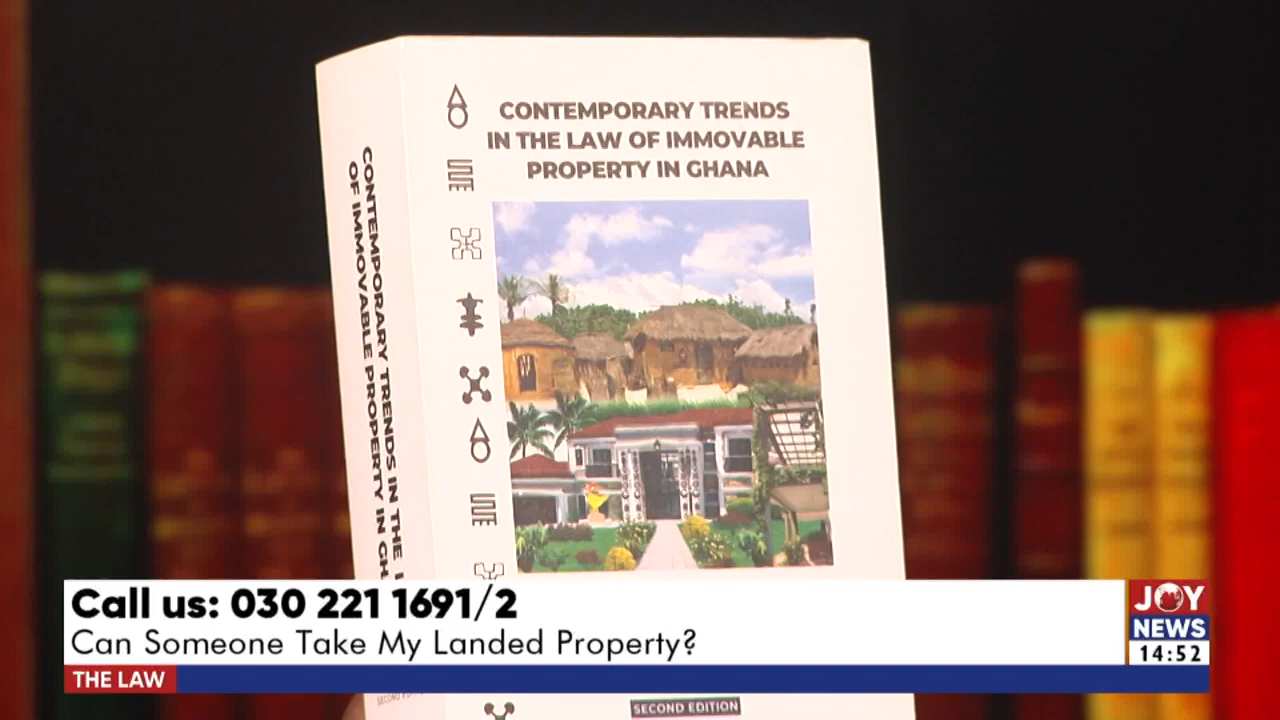 CONTEMPORARY TRENDS
IN THE LAW OF IMMOVABLE
PROPERTY IN GHANA
CONTEMPORARY TRENDS IN THE
OF IMMOVABLE PROPERTY IN GH
Call us: 030 221 1691/2
Can Someone Take My Landed Property?
THE LAW
JOY
NEWS
14:52
SECOND EDITION